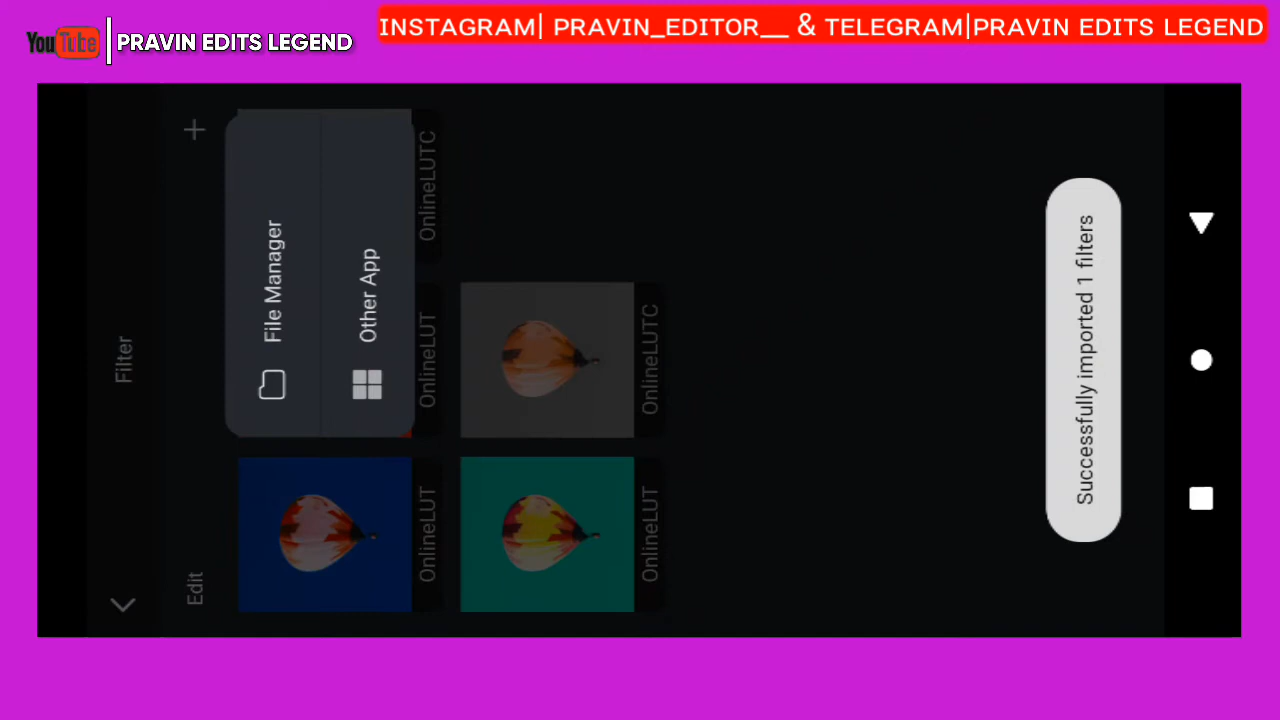 YouTube
PRAVIN EDITS LEGEND
INSTAGRAM| PRAVIN_EDITOR__ & TELEGRAM|PRAVIN EDITS LEGEND
Filter
Edit
+
File Manager
Other App
OnlineLUT
OnlineLUT
OnlineLUTC
OnlineLUT
OnlineLUTC
Successfully imported 1 filters